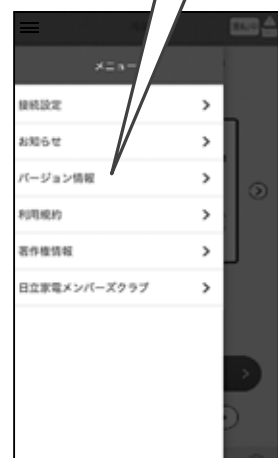 メニュー
接続設定
お知らせ
バージョン情報
利用規約
著作権情報
日立家電メンバーズクラブ